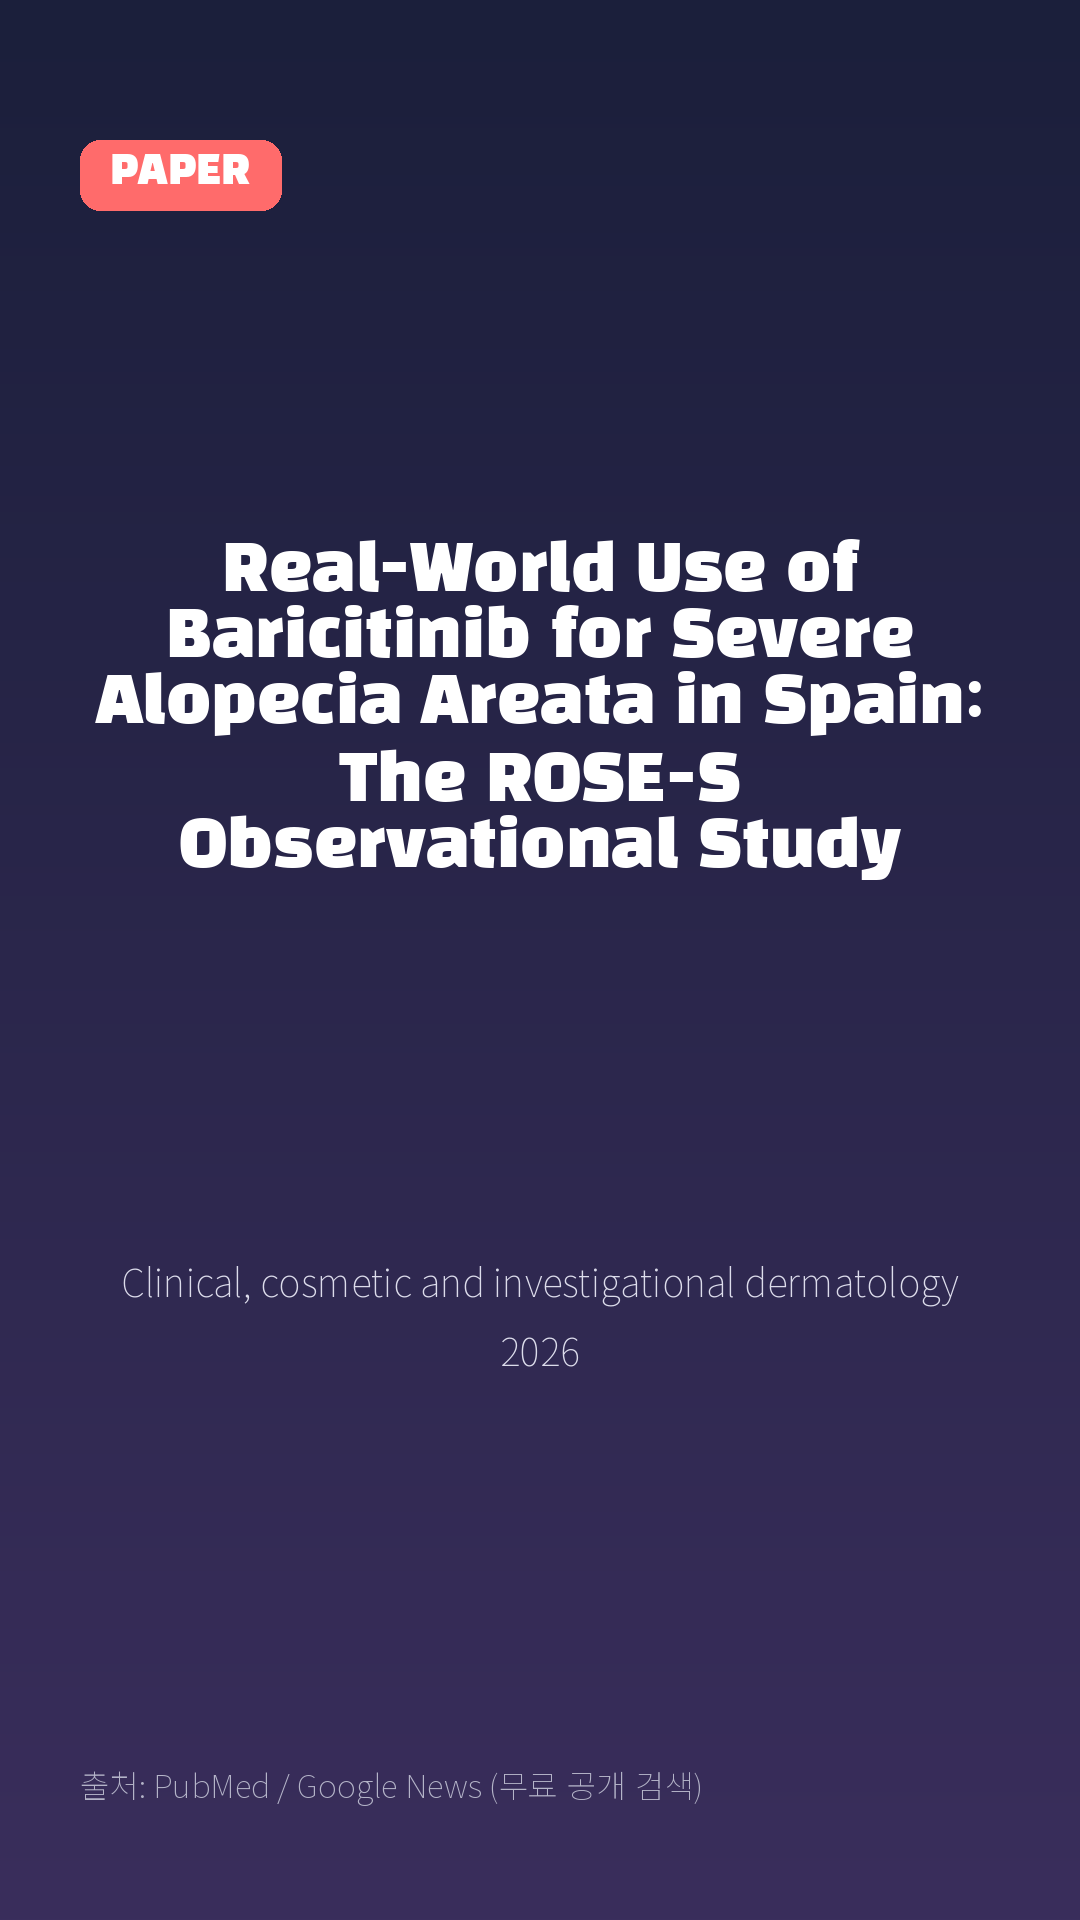 PAPER
Real-World Use of
Baricitinib for Severe
Alopecia Areata in Spain:
The ROSE-S
Observational Study
Clinical, cosmetic and investigational dermatology
2026
출처: PubMed / Google News (무료 공개 검색)